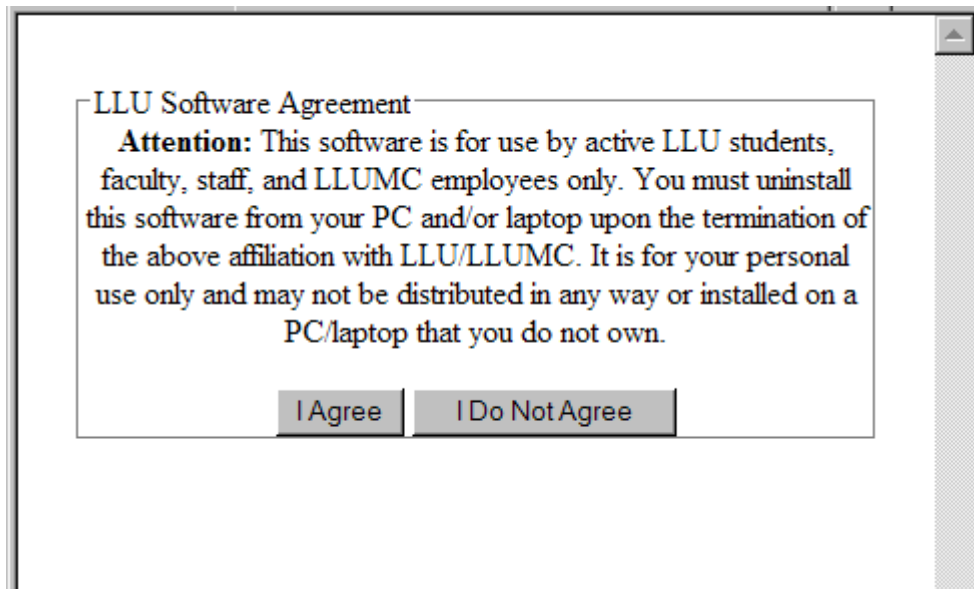 LLU Software Agreement
Attention: This software is for use by active LLU students,
faculty, staff, and LLUMC employees only. You must uninstall
this software from your PC and/or laptop upon the termination of
the above affiliation with LLU/LLUMC. It is for your personal
use only and may not be distributed in any way or installed on a
PC/laptop that you do not own.
I Agree I Do Not Agree